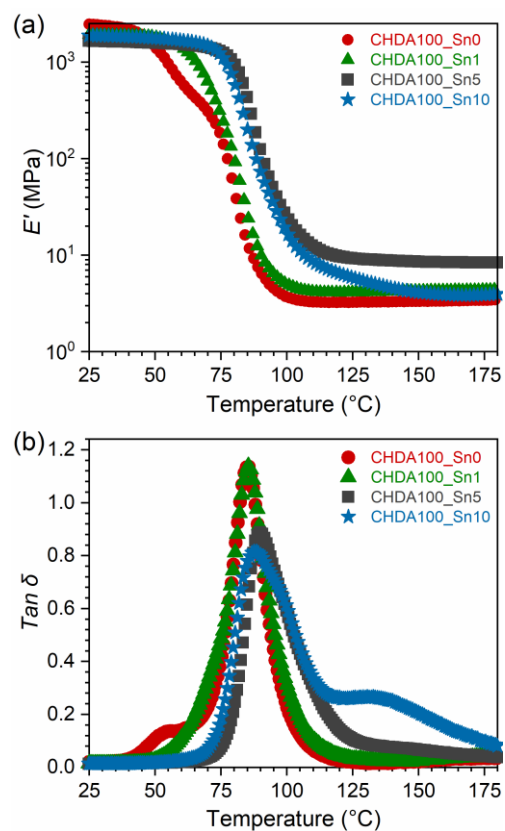 (a)
10³
10²
10¹
10⁰
E' (MPa)
CHDA100_Sn0
CHDA100_Sn1
CHDA100_Sn5
CHDA100_Sn10
25 50 75 100 125 150 175
Temperature (°C)
(b)
1.2
1.0
0.8
0.6
0.4
0.2
0.0
Tan δ
CHDA100_Sn0
CHDA100_Sn1
CHDA100_Sn5
CHDA100_Sn10
25 50 75 100 125 150 175
Temperature (°C)